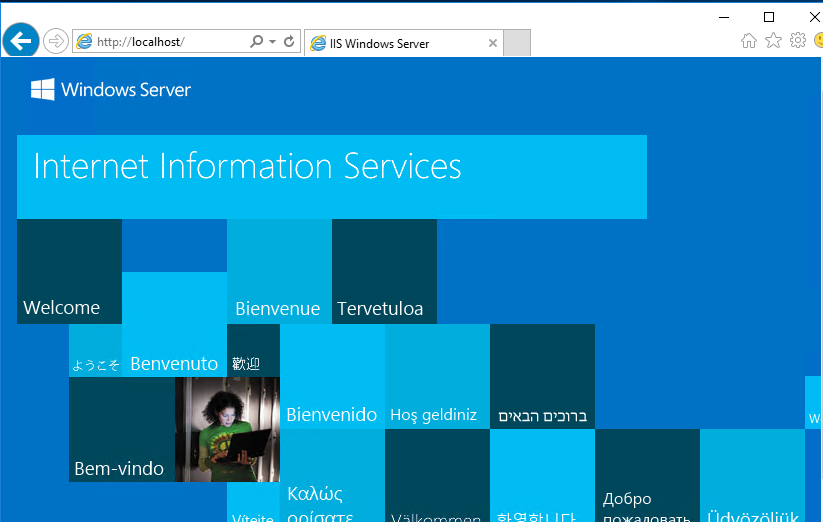 http://localhost/
IIS Windows Server
Windows Server
Internet Information Services
Welcome
Bienvenue
Tervetuloa
ようこそ
Benvenuto
歡迎
Bienvenido
Hoş geldiniz
ברוכים הבאים
Bem-vindo
Vítejte
Καλώς
ορίσατε
Välkommen
환영합니다
Добро
пожаловать
Üdvözöljük